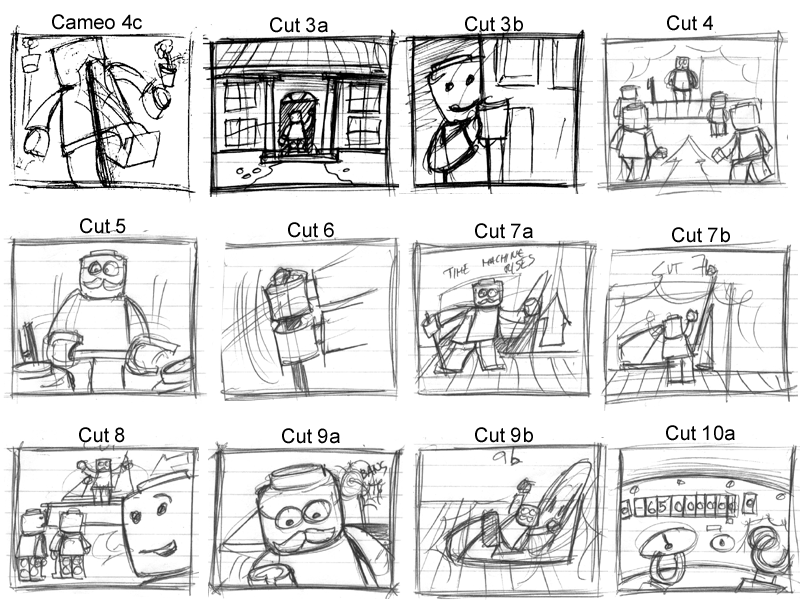 Cameo 4c
Cut 3a
Cut 3b
Cut 4
Cut 5
Cut 6
Cut 7a
Cut 7b
TIME MACHINE
RISES
CUT 7b
Cut 8
Cut 9a
Cut 9b
Cut 10a
9b